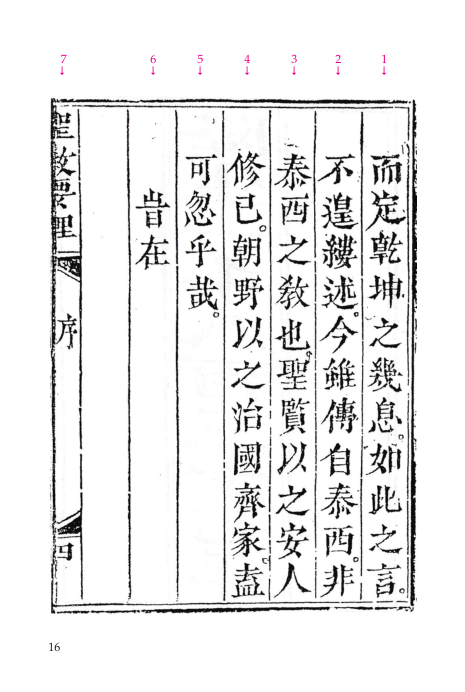 7 6 5 4 3 2 1
↓ ↓ ↓ ↓ ↓ ↓ ↓
而定乾坤之幾息。如此之言。
不遑縷述。今雖傳自泰西。非
泰西之教也。聖賢以之安人
修己。朝野以之治國齊家。盍
可忽乎哉。
旹在
聖教要理 序 四
16